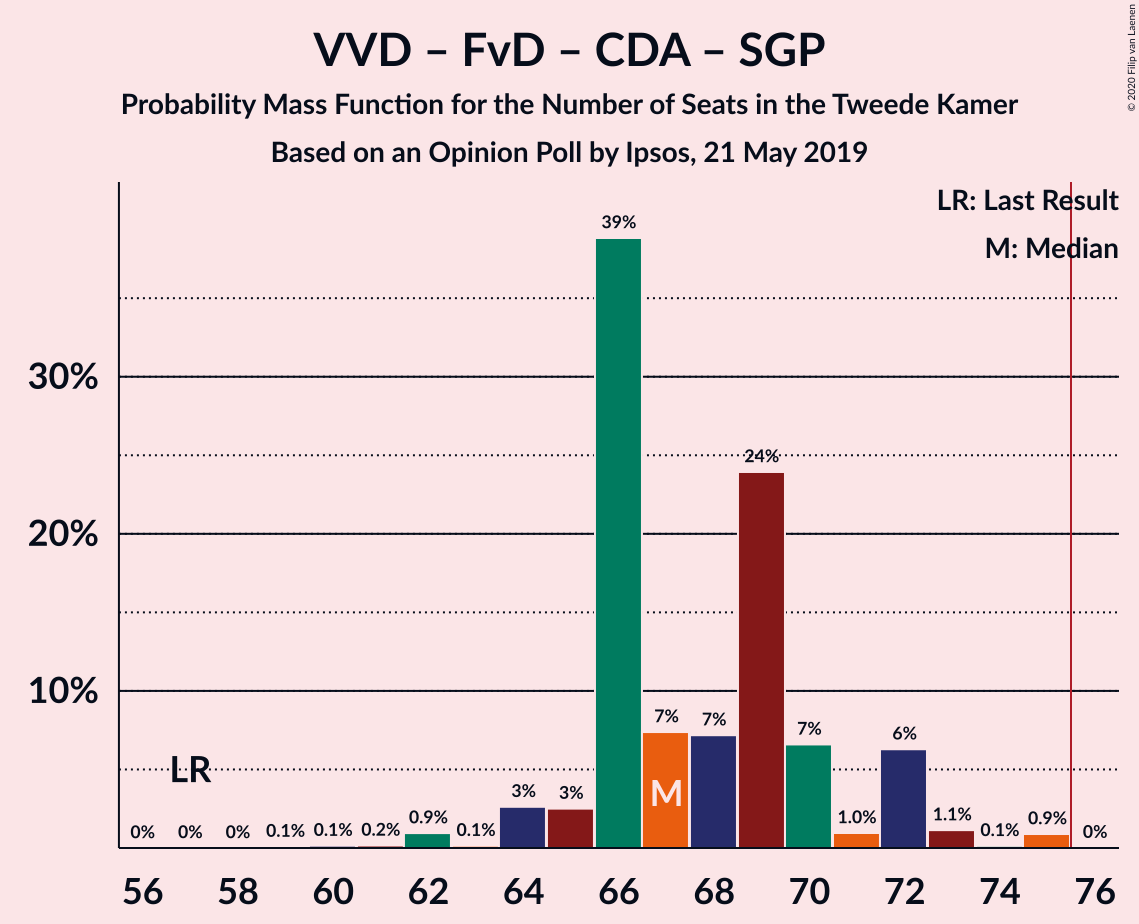 VVD – FvD – CDA – SGP
Probability Mass Function for the Number of Seats in the Tweede Kamer
Based on an Opinion Poll by Ipsos, 21 May 2019
© 2020 Filip van Laenen
LR: Last Result
M: Median
30%
20%
10%
LR
M
0%
0%
0%
0.1%
0.1%
0.2%
0.9%
0.1%
3%
3%
39%
7%
7%
24%
7%
1.0%
6%
1.1%
0.1%
0.9%
0%
56 58 60 62 64 66 68 70 72 74 76